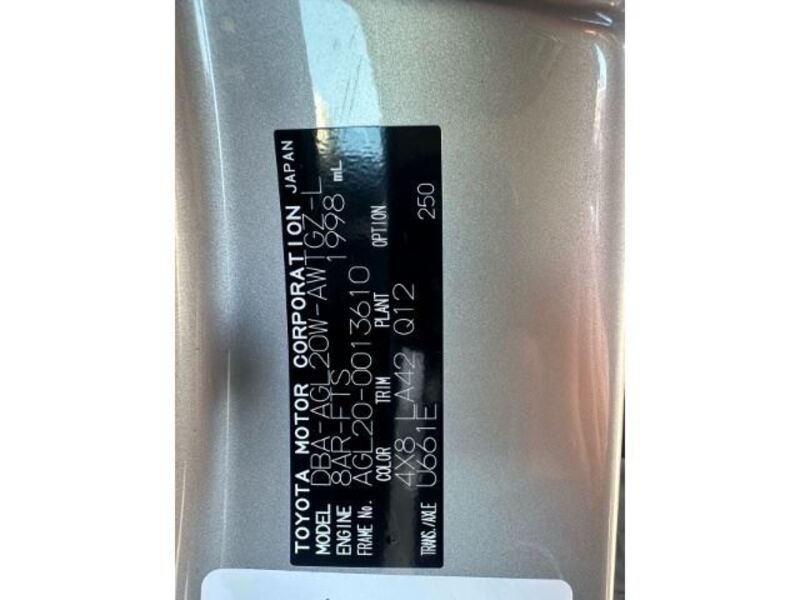 TOYOTA MOTOR CORPORATION JAPAN
MODEL DBA-AGL20W-AWTGZ-L
ENGINE 8AR-FTS 1998 mL
FRAME No. AGL20-0013610
COLOR TRIM PLANT OPTION
4X8 LA42 Q12
TRANS./AXLE U661E 250